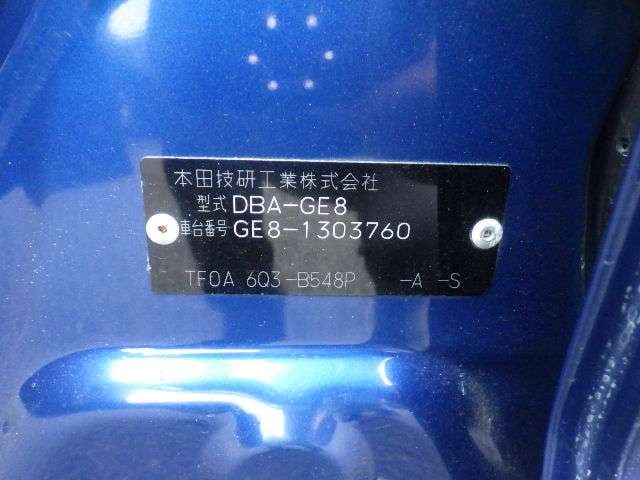 本田技研工業株式会社
型式 DBA-GE8
車台番号 GE8-1303760
TF0A 6Q3-B548P -A -S